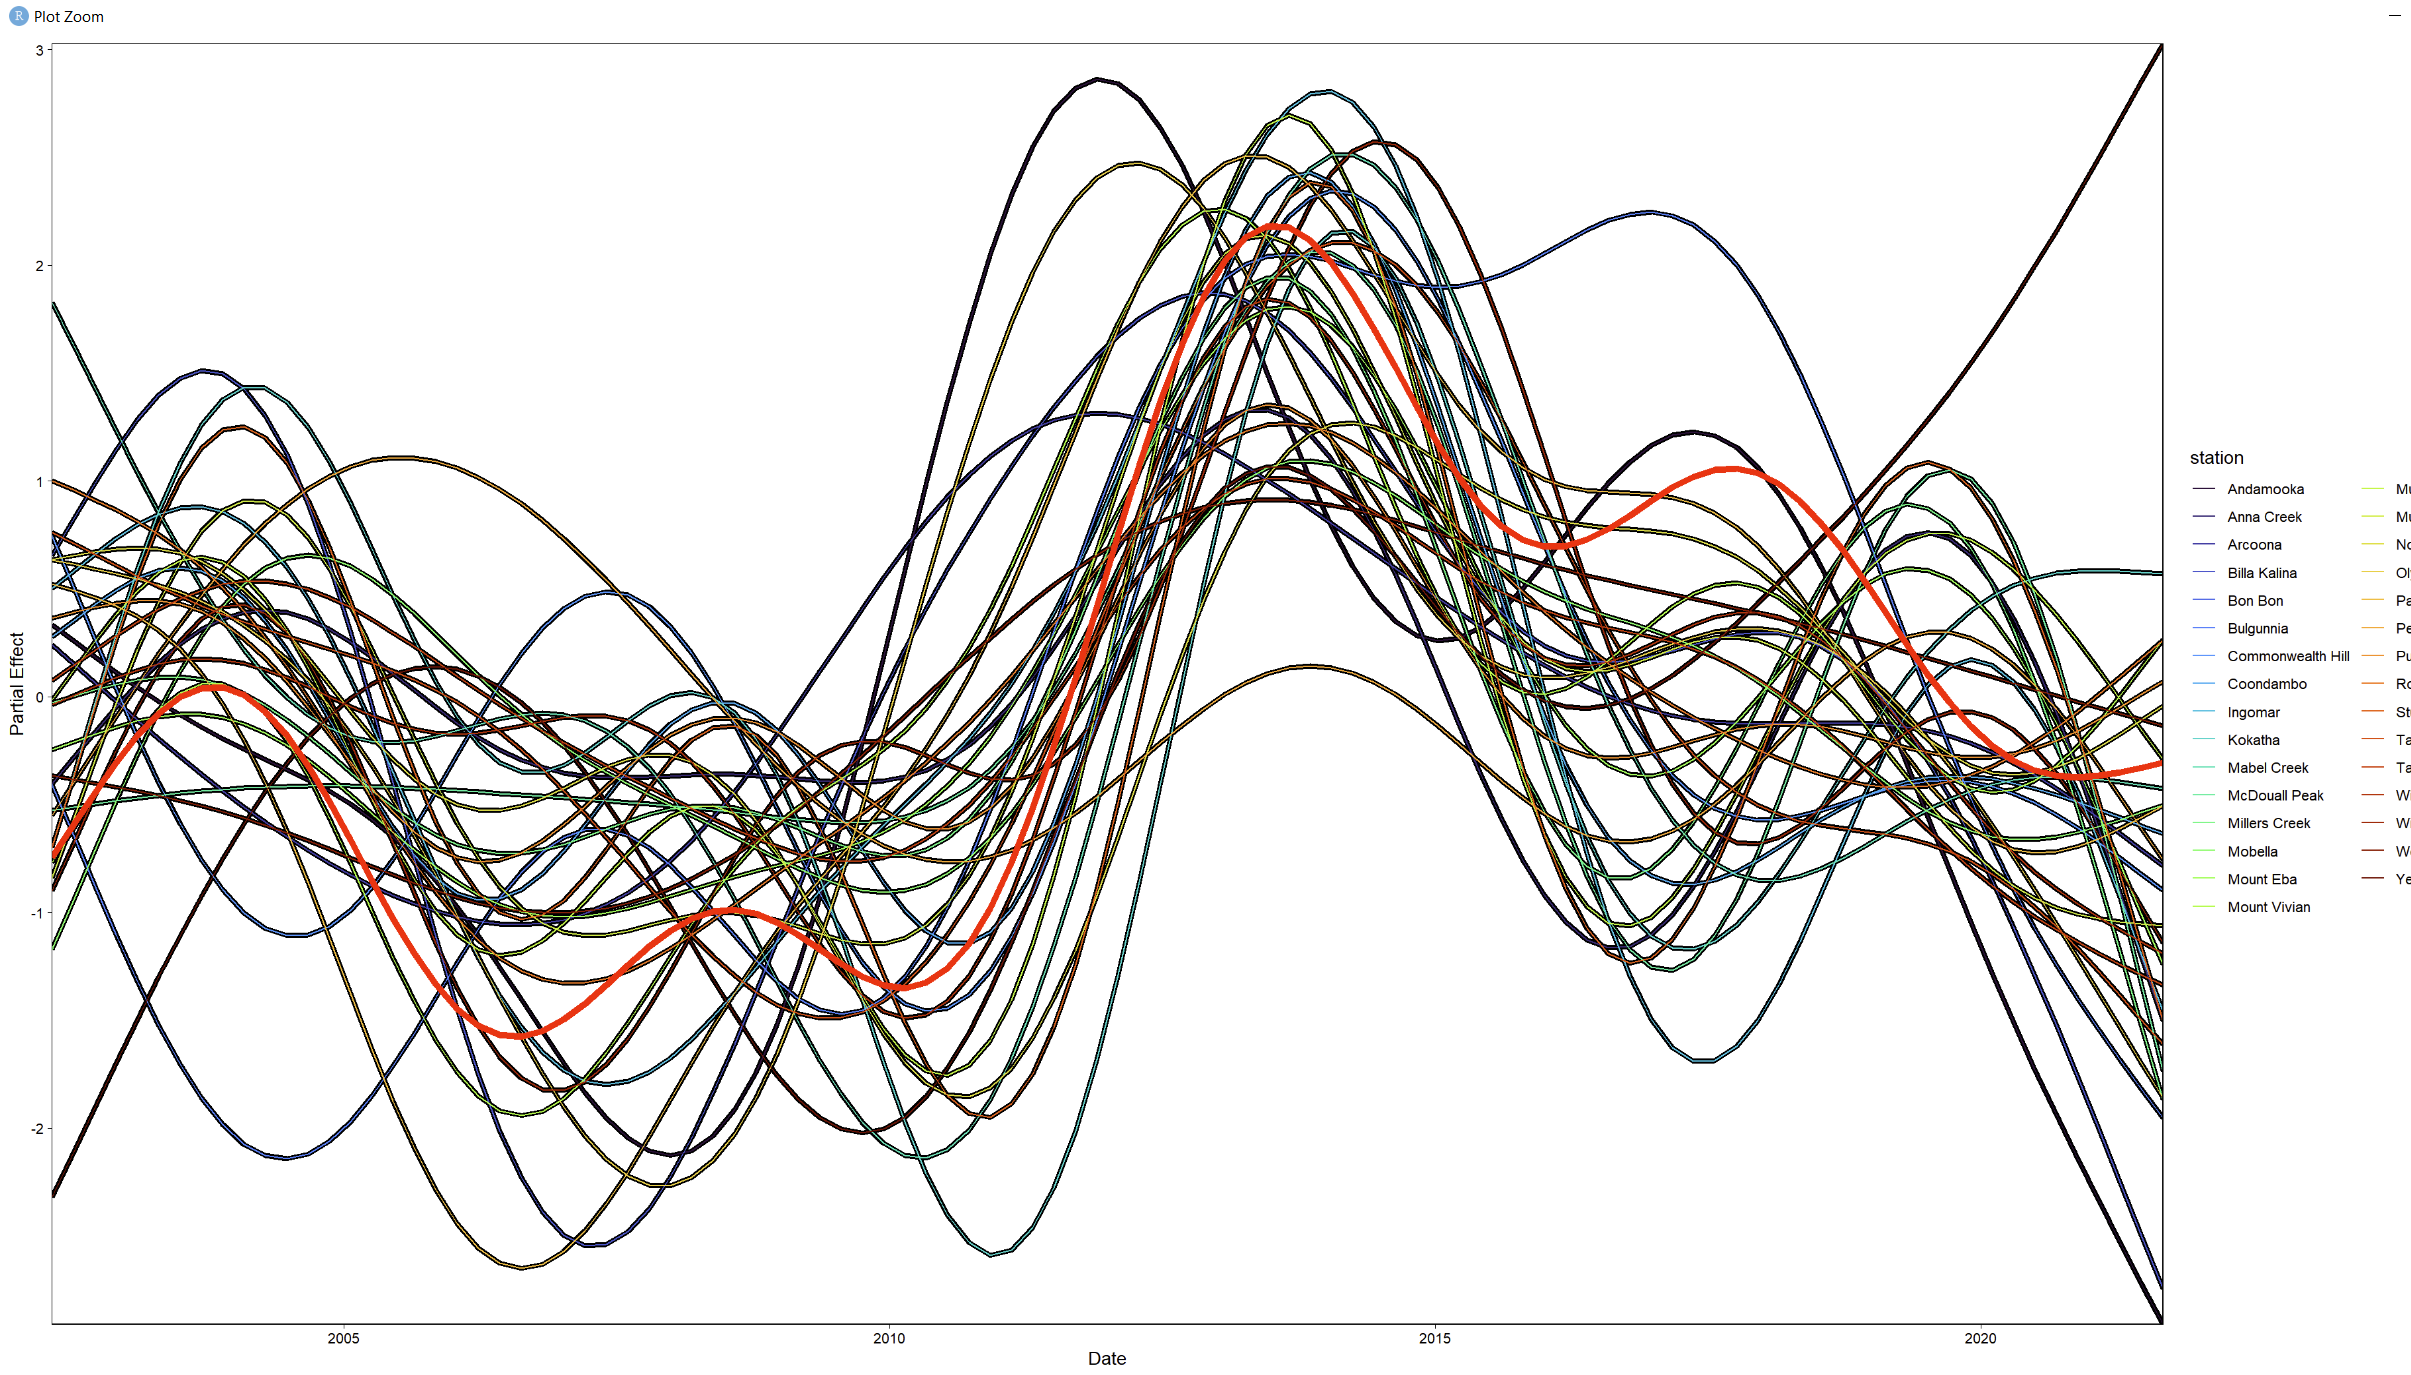 R Plot Zoom
3
2
1
0
-1
-2
Partial Effect
2005
2010
2015
2020
Date
station
Andamooka
Anna Creek
Arcoona
Billa Kalina
Bon Bon
Bulgunnia
Commonwealth Hill
Coondambo
Ingomar
Kokatha
Mabel Creek
McDouall Peak
Millers Creek
Mobella
Mount Eba
Mount Vivian